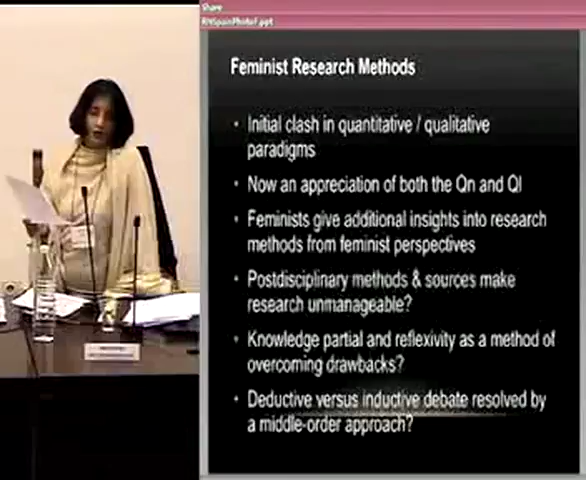 Share
RNSpainPhotoF.ppt
Feminist Research Methods
• Initial clash in quantitative / qualitative
paradigms
• Now an appreciation of both the Qn and Ql
• Feminists give additional insights into research
methods from feminist perspectives
• Postdisciplinary methods & sources make
research unmanageable?
• Knowledge partial and reflexivity as a method of
overcoming drawbacks?
• Deductive versus inductive debate resolved by
a middle-order approach?